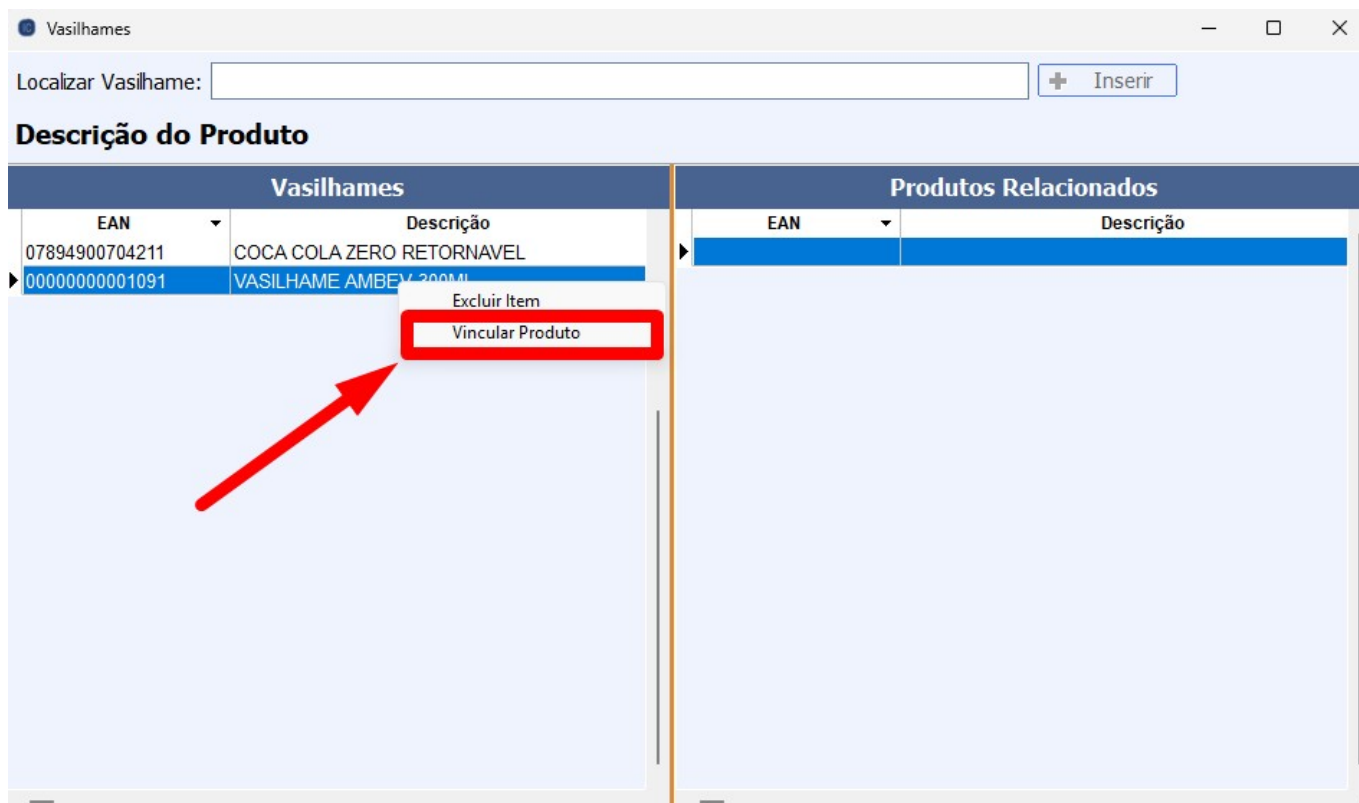 Vasilhames
Localizar Vasilhame:
Inserir
Descrição do Produto
Vasilhames
Produtos Relacionados
EAN Descrição
EAN Descrição
07894900704211 COCA COLA ZERO RETORNAVEL
00000000001091 VASILHAME AMBEV 300ML
Excluir Item
Vincular Produto